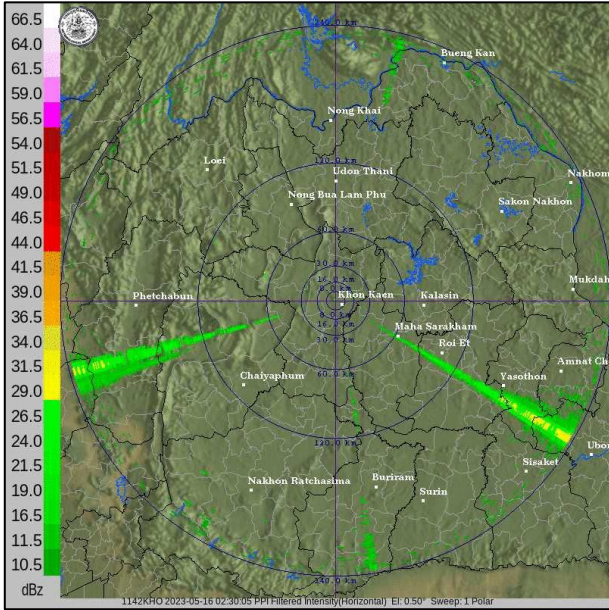 66.5
64.0
61.5
59.0
56.5
54.0
51.5
49.0
46.5
44.0
41.5
39.0
36.5
34.0
31.5
29.0
26.5
24.0
21.5
19.0
16.5
13.0
10.5
dBz
240.0 km
Bueng Kan
Nong Khai
Loei
Udon Thani
Nakhom
Nong Bua Lam Phu
Sakon Nakhon
60.0 km
Mukdah
Phetchabun
Khon Kaen
Kalasin
Maha Sarakham
Roi Et
60.0 km
Amnat Ch
Chaiyaphum
Yasothon
120.0 km
Ubon
Sisaket
Nakhon Ratchasima
Buriram
Surin
240.0 km
1142KHO 2023-05-16 02:30:05 PPI Filtered Intensity(Horizontal) El: 0.50° Sweep: 1 Polar